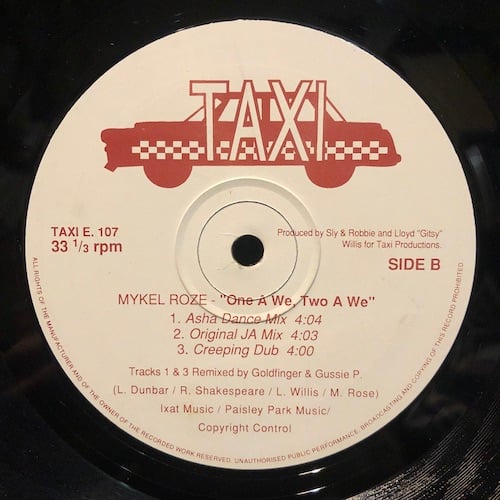 TAXI
TAXI E. 107
33 1/3 rpm
Produced by Sly & Robbie and Lloyd "Gitsy"
Willis for Taxi Productions.
SIDE B
MYKEL ROZE - "One A We, Two A We"
1. Asha Dance Mix 4:04
2. Original JA Mix 4:03
3. Creeping Dub 4:00
Tracks 1 & 3 Remixed by Goldfinger & Gussie P.
(L. Dunbar / R. Shakespeare / L. Willis / M. Rose)
Ixat Music / Paisley Park Music/
Copyright Control
ALL RIGHTS OF THE MANUFACTURER AND OF THE OWNER OF THE RECORDED WORK RESERVED. UNAUTHORISED PUBLIC PERFORMANCE, BROADCASTING AND COPYING OF THIS RECORD PROHIBITED.